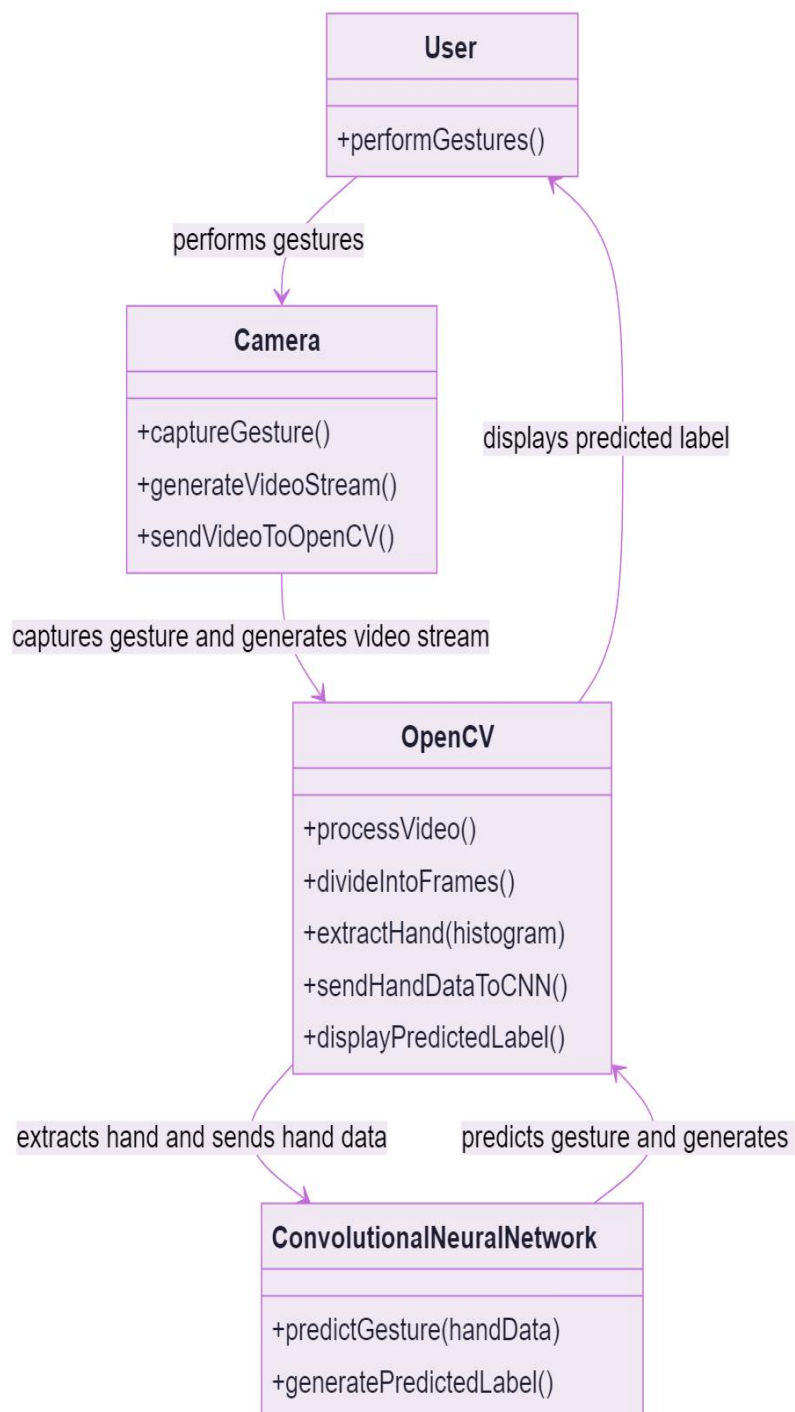 User
+performGestures()
performs gestures
Camera
+captureGesture()
+generateVideoStream()
+sendVideoToOpenCV()
displays predicted label
captures gesture and generates video stream
OpenCV
+processVideo()
+divideIntoFrames()
+extractHand(histogram)
+sendHandDataToCNN()
+displayPredictedLabel()
extracts hand and sends hand data
predicts gesture and generates
ConvolutionalNeuralNetwork
+predictGesture(handData)
+generatePredictedLabel()